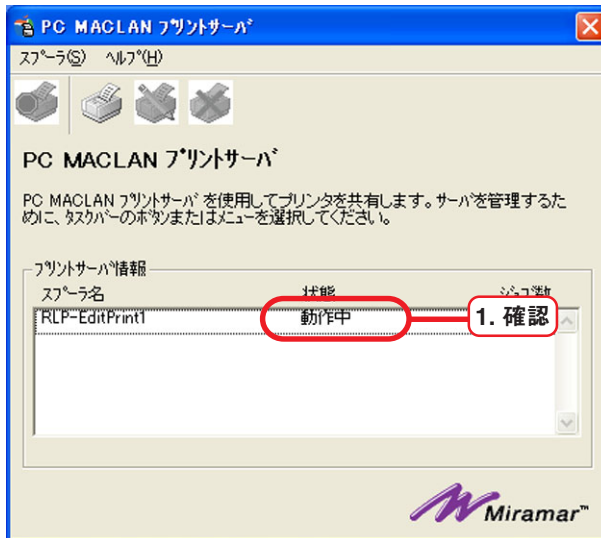 PC MACLAN プリントサーバ
スプーラ(S) ヘルプ(H)
PC MACLAN プリントサーバ
PC MACLAN プリントサーバ を使用してプリンタを共有します。サーバを管理するた
めに、タスクバーのボタンまたはメニューを選択してください。
プリントサーバ情報
スプーラ名 状態 ジョブ数
RLP-EditPrint1 動作中
1. 確認
Miramar™